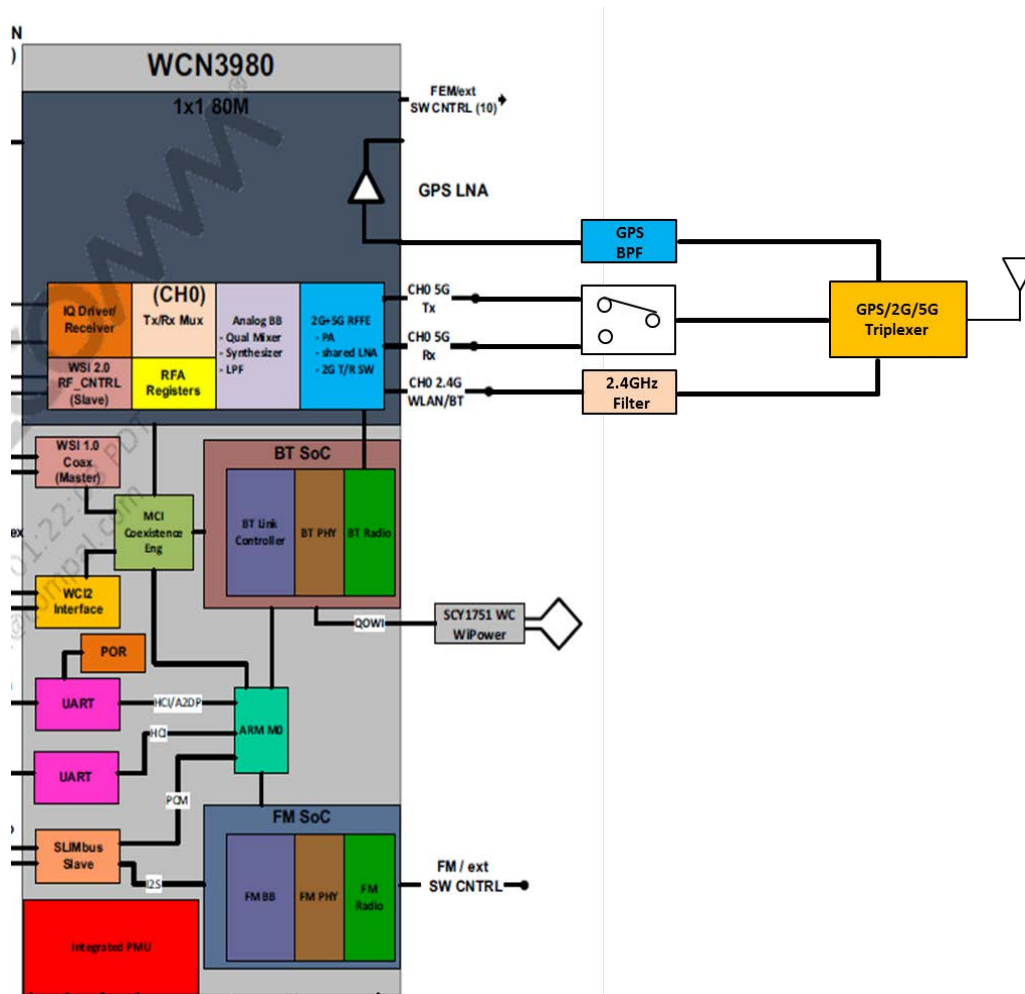 N
)
WCN3980
1x1 80M
FEM/ext
SW CNTRL (10)
GPS LNA
GPS
BPF
(CH0)
IQ Driver/
Receiver
Tx/Rx Mux
Analog BB
- Qual Mixer
- Synthesizer
- LPF
2G+5G RFFE
- PA
- shared LNA
- 2G T/R SW
CH0 5G
Tx
CH0 5G
Rx
CH0 2.4G
WLAN/BT
GPS/2G/5G
Triplexer
2.4GHz
Filter
WSI 2.0
RF_CNTRL
(Slave)
RFA
Registers
WSI 1.0
Coax
(Master)
MCI
Coexistence
Eng
WCI2
Interface
BT SoC
BT Link
Controller
BT PHY
BT Radio
QOWI
SCY1751 WC
WiPower
POR
UART
HCI/A2DP
ARM M0
UART
HCI
PCM
SLIMbus
Slave
I2S
FM SoC
FM BB
FM PHY
FM
Radio
FM / ext
SW CNTRL
Integrated PMU